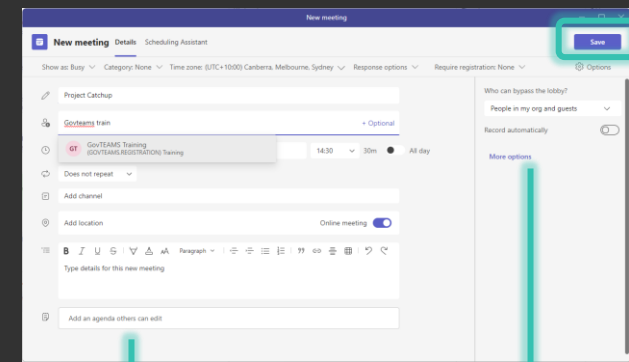 New meeting
New meeting Details Scheduling Assistant Save
Show as: Busy Category: None Time zone: (UTC+10:00) Canberra, Melbourne, Sydney Response options Require registration: None Options
Project Catchup
Who can bypass the lobby?
Govteams train + Optional
People in my org and guests
Record automatically
GT GovTEAMS Training
(GOVTEAMS.REGISTRATION) Training
14:30 30m All day
More options
Does not repeat
Add channel
Add location Online meeting
B I U S AA Paragraph
Type details for this new meeting
Add an agenda others can edit